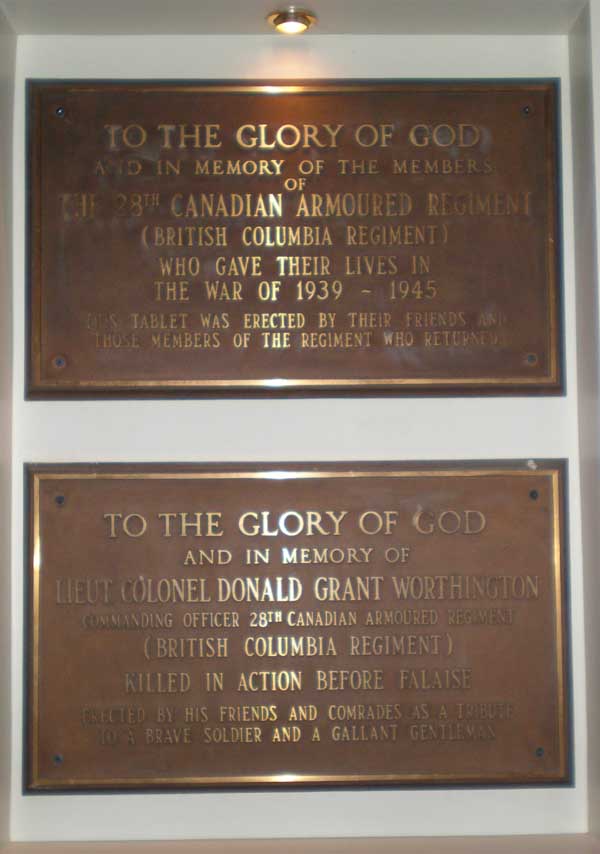 TO THE GLORY OF GOD
AND IN MEMORY OF THE MEMBERS
OF
THE 28TH CANADIAN ARMOURED REGIMENT
(BRITISH COLUMBIA REGIMENT)
WHO GAVE THEIR LIVES IN
THE WAR OF 1939 - 1945
THIS TABLET WAS ERECTED BY THEIR FRIENDS AND
THOSE MEMBERS OF THE REGIMENT WHO RETURNED
TO THE GLORY OF GOD
AND IN MEMORY OF
LIEUT COLONEL DONALD GRANT WORTHINGTON
COMMANDING OFFICER 28TH CANADIAN ARMOURED REGIMENT
(BRITISH COLUMBIA REGIMENT)
KILLED IN ACTION BEFORE FALAISE
ERECTED BY HIS FRIENDS AND COMRADES AS A TRIBUTE
TO A BRAVE SOLDIER AND A GALLANT GENTLEMAN